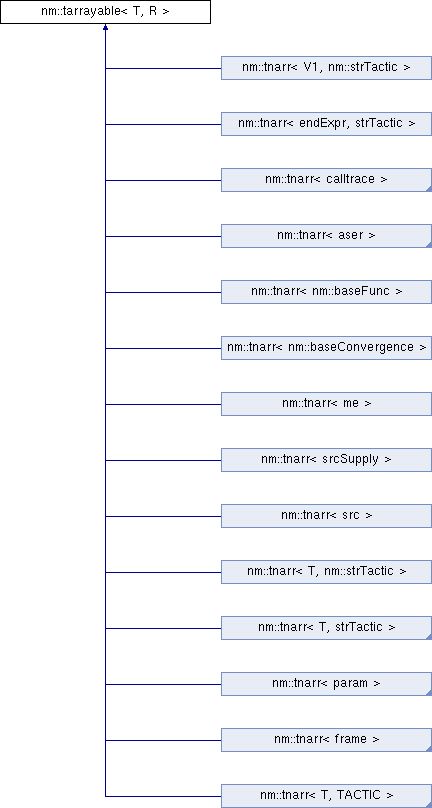 nm::tarrayable< T, R >
nm::tnarr< V1, nm::strTactic >
nm::tnarr< endExpr, strTactic >
nm::tnarr< calltrace >
nm::tnarr< aser >
nm::tnarr< nm::baseFunc >
nm::tnarr< nm::baseConvergence >
nm::tnarr< me >
nm::tnarr< srcSupply >
nm::tnarr< src >
nm::tnarr< T, nm::strTactic >
nm::tnarr< T, strTactic >
nm::tnarr< param >
nm::tnarr< frame >
nm::tnarr< T, TACTIC >